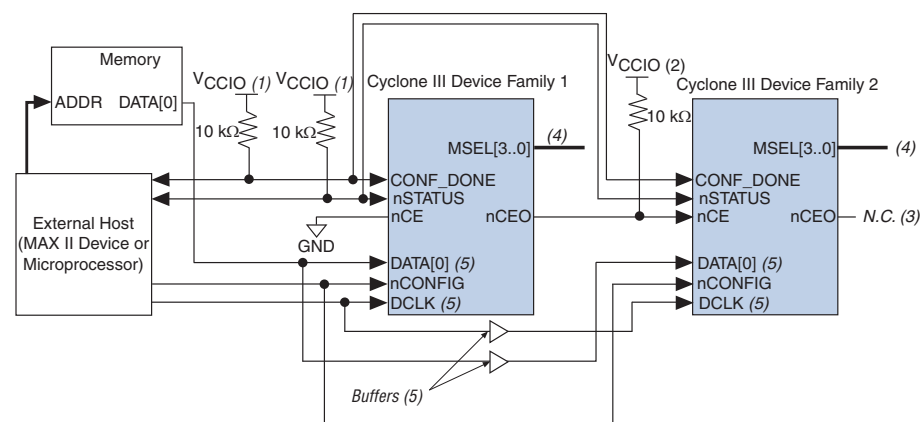 Memory
ADDR DATA[0]
VCCIO (1)
VCCIO (1)
10 kΩ
10 kΩ
Cyclone III Device Family 1
VCCIO (2)
Cyclone III Device Family 2
10 kΩ
MSEL[3..0]
(4)
MSEL[3..0]
(4)
External Host
(MAX II Device or
Microprocessor)
CONF_DONE
nSTATUS
nCE
nCEO
GND
DATA[0] (5)
nCONFIG
DCLK (5)
CONF_DONE
nSTATUS
nCE
nCEO
N.C. (3)
DATA[0] (5)
nCONFIG
DCLK (5)
Buffers (5)